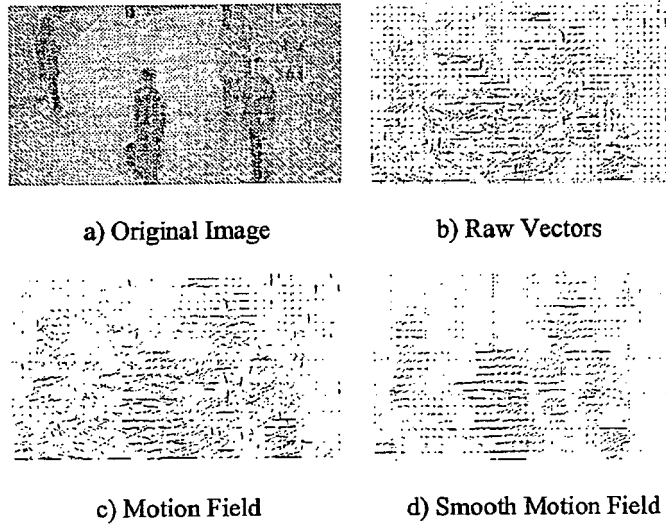 a) Original Image
b) Raw Vectors
c) Motion Field
d) Smooth Motion Field